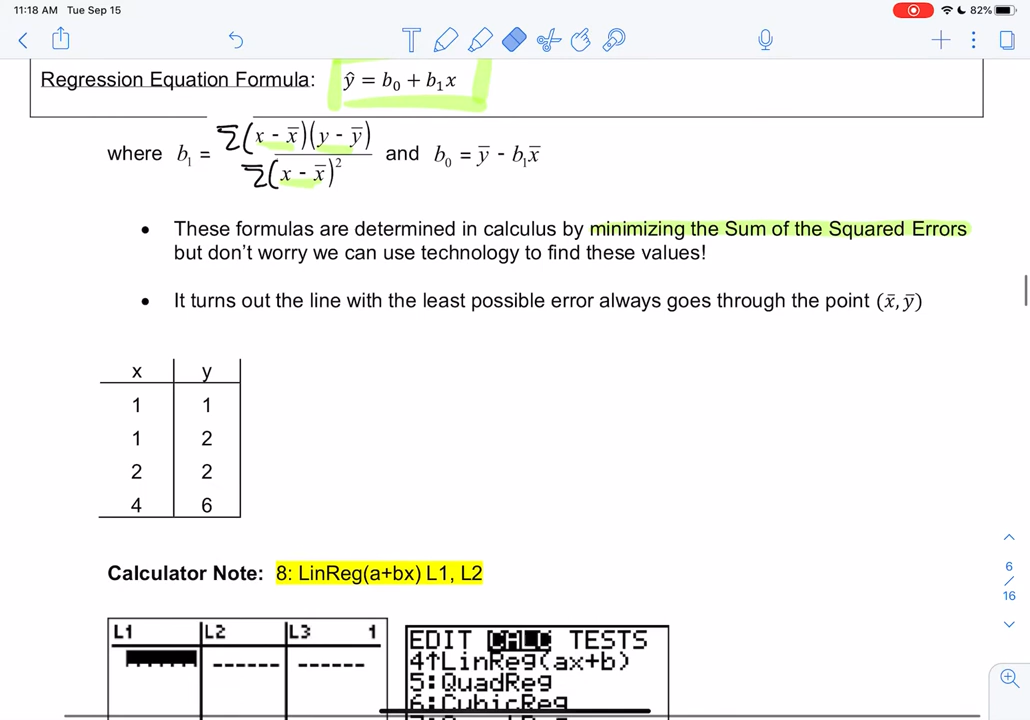 11:18 AM Tue Sep 15
82%
Regression Equation Formula: ŷ = b₀ + b₁x
where b₁ = Σ(x - x̄)(y - ȳ) / Σ(x - x̄)² and b₀ = ȳ - b₁x̄
• These formulas are determined in calculus by minimizing the Sum of the Squared Errors
but don't worry we can use technology to find these values!
• It turns out the line with the least possible error always goes through the point (x̄, ȳ)
x y
1 1
1 2
2 2
4 6
Calculator Note: 8: LinReg(a+bx) L1, L2
L1 L2 L3 1
------ ------
EDIT CALC TESTS
4↑LinReg(ax+b)
5:QuadReg
6:CubicReg
6
/
16